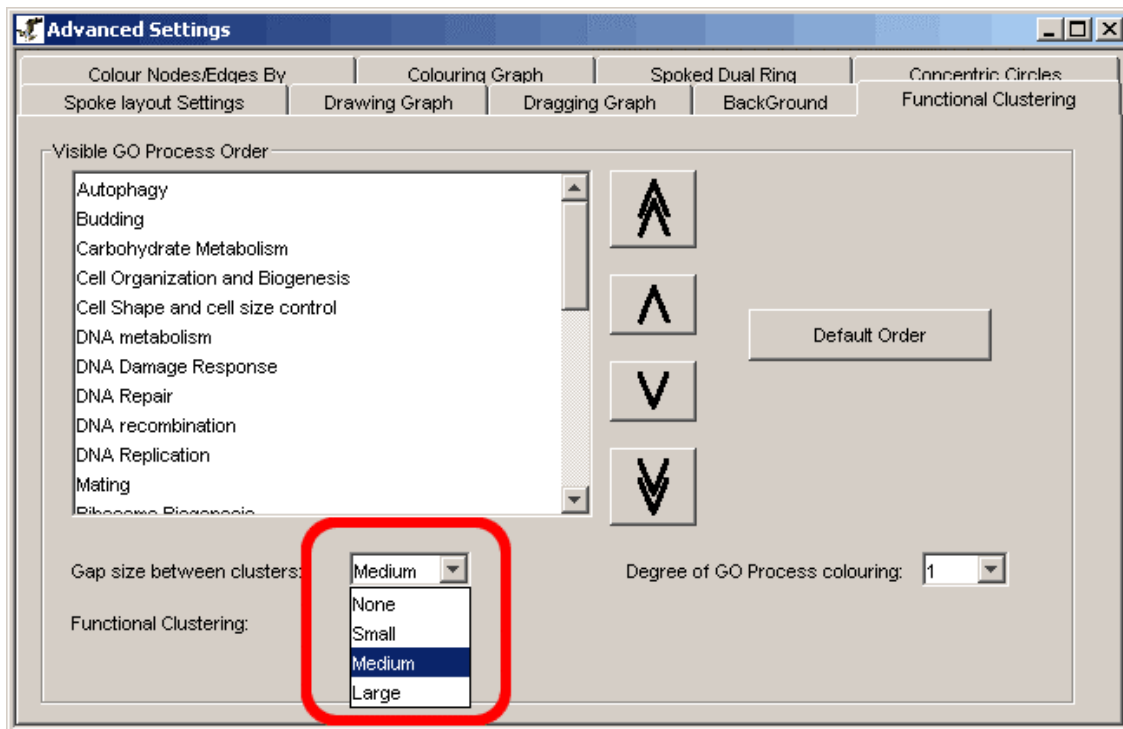 Advanced Settings
Colour Nodes/Edges By
Colouring Graph
Spoked Dual Ring
Concentric Circles
Spoke layout Settings
Drawing Graph
Dragging Graph
BackGround
Functional Clustering
Visible GO Process Order
Autophagy
Budding
Carbohydrate Metabolism
Cell Organization and Biogenesis
Cell Shape and cell size control
DNA metabolism
DNA Damage Response
DNA Repair
DNA recombination
DNA Replication
Mating
Ribosome Biogenesis
Default Order
Gap size between clusters:
Medium
Degree of GO Process colouring:
1
None
Small
Functional Clustering:
Medium
Large